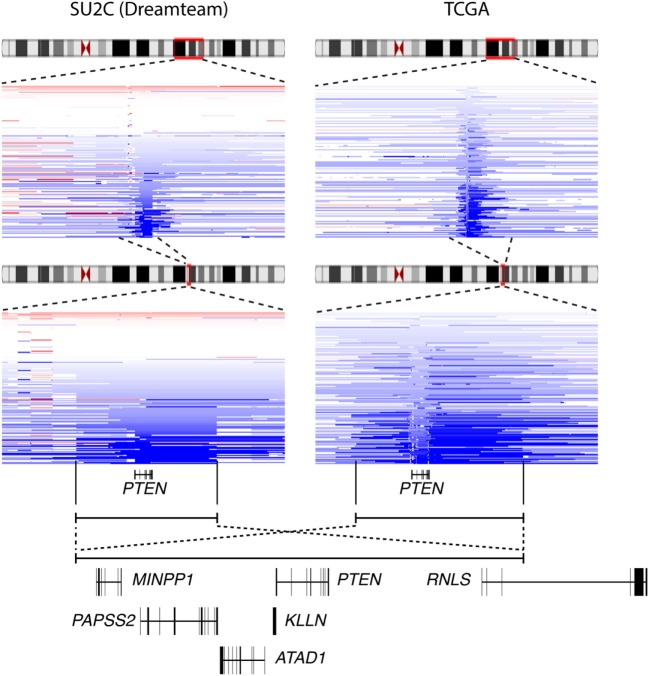 SU2C (Dreamteam) TCGA
PTEN PTEN
MINPP1 PTEN RNLS
PAPSS2 KLLN
ATAD1